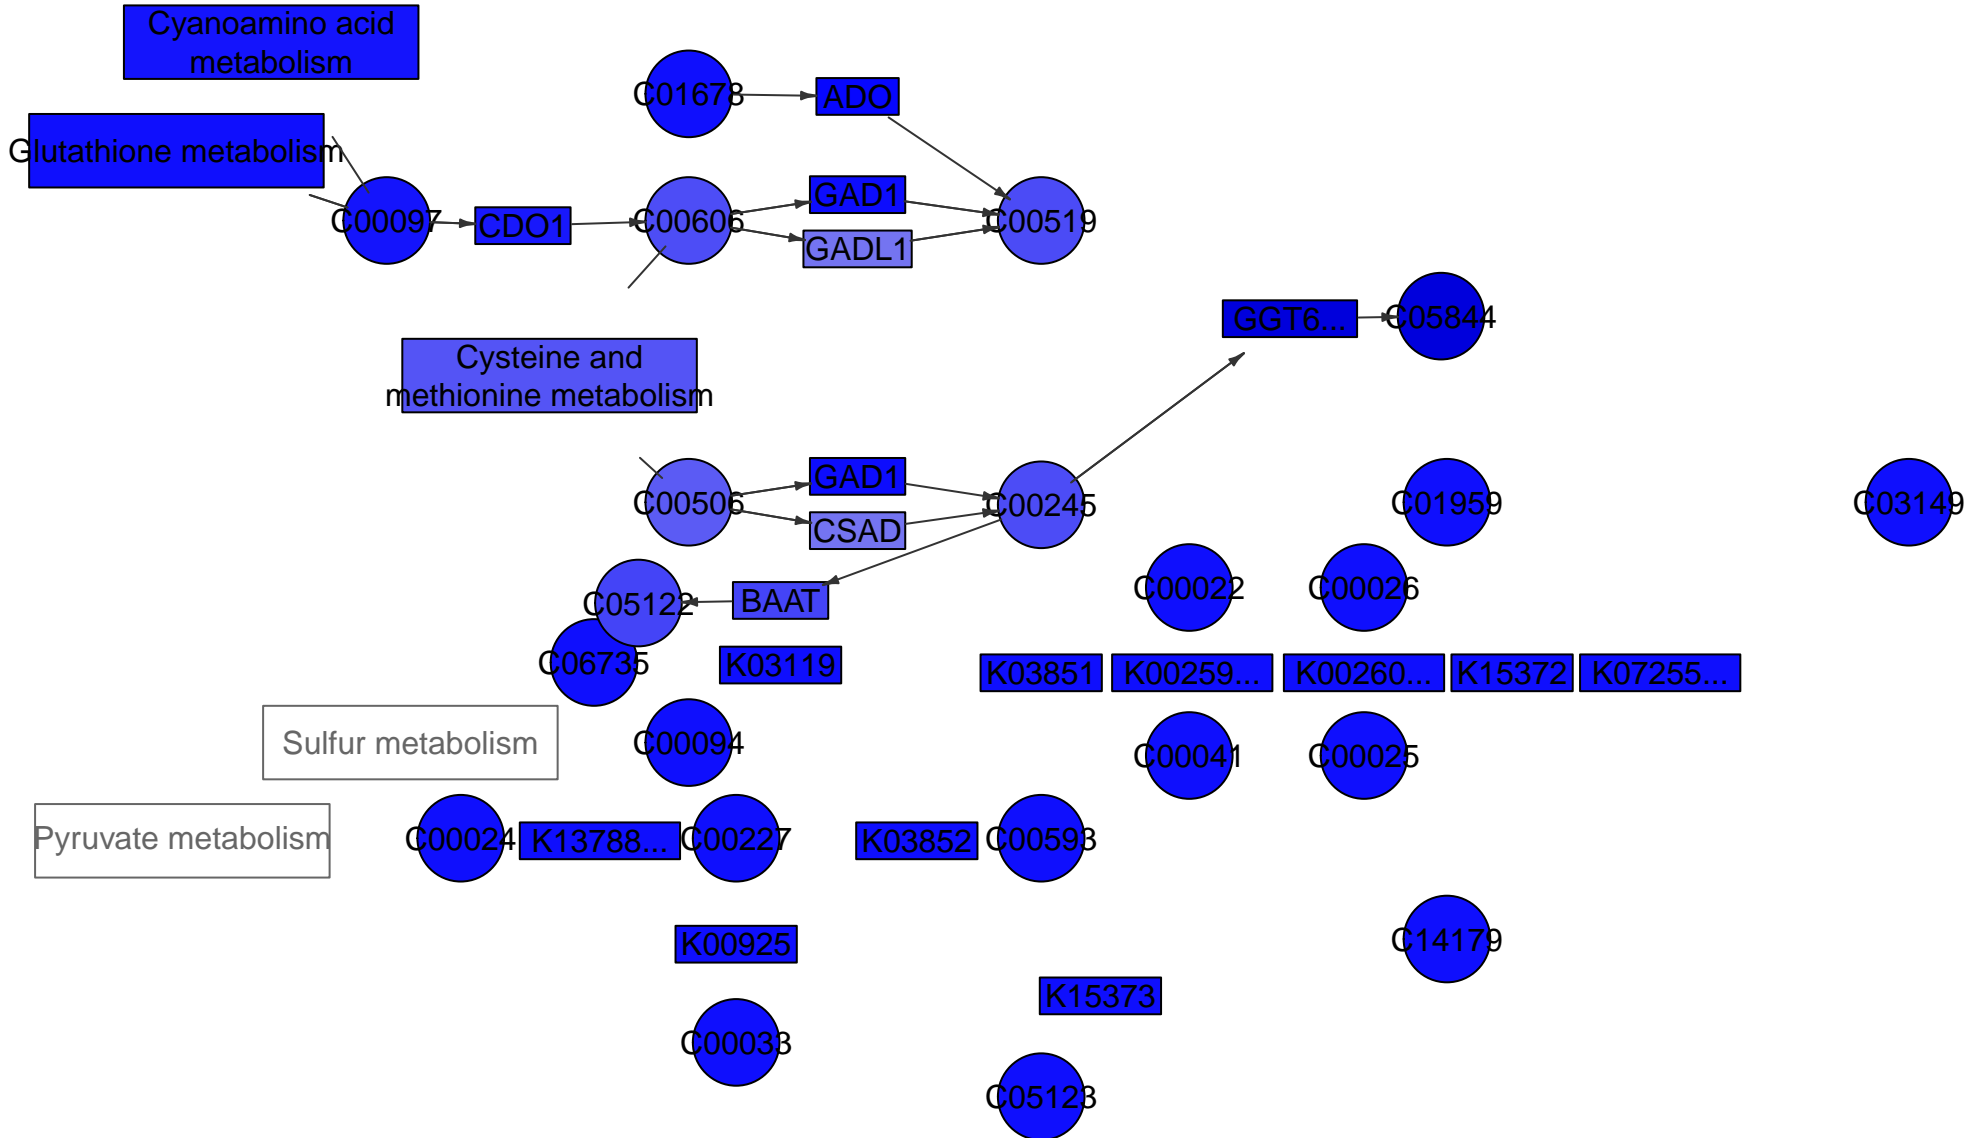 Cyanoamino acid
metabolism
C01678
ADO
Glutathione metabolism
C00097
CDO1
C00606
GAD1
GADL1
C00519
GGT6...
C05844
Cysteine and
methionine metabolism
C00506
GAD1
CSAD
C00245
C01959
C03149
C05122
BAAT
C00022
C00026
C06735
K03119
K03851
K00259...
K00260...
K15372
K07255...
Sulfur metabolism
C00094
C00041
C00025
Pyruvate metabolism
C00024
K13788...
C00227
K03852
C00593
K00925
C14179
K15373
C00033
C05123